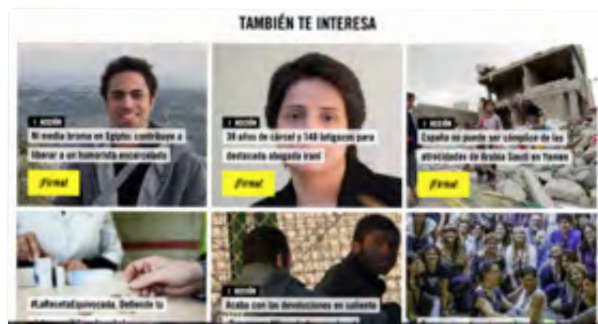 TAMBIÉN TE INTERESA
ACCIÓN
Ni media broma en Egipto: contribuye a
liberar a un humorista encarcelado
¡Firma!
ACCIÓN
38 años de cárcel y 148 latigazos para
destacada abogada iraní
¡Firma!
ACCIÓN
España no puede ser cómplice de las
atrocidades de Arabia Saudí en Yemen
¡Firma!
#LaRecetaEquivocada. Defiende tu
ACCIÓN
Acaba con las devoluciones en caliente